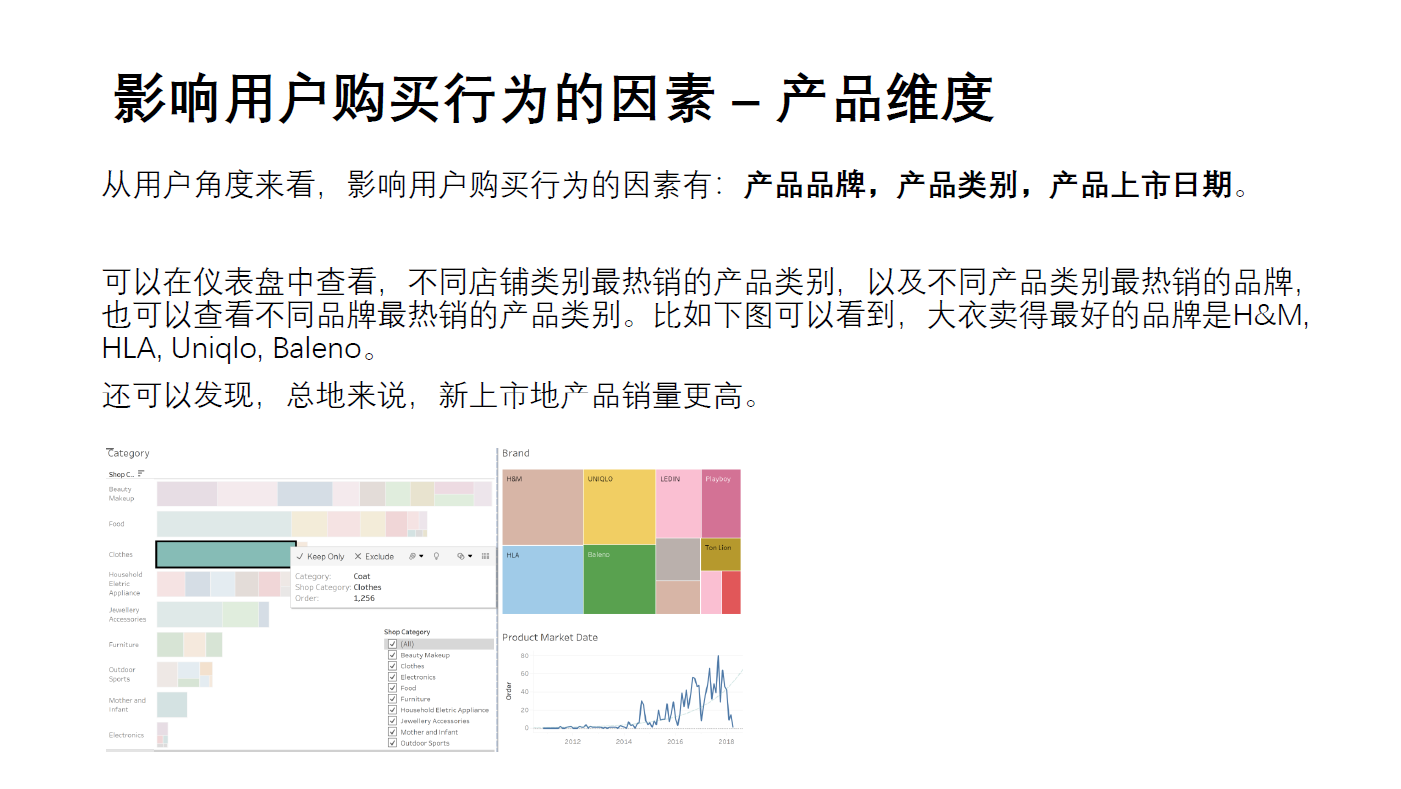 影响用户购买行为的因素 – 产品维度
从用户角度来看，影响用户购买行为的因素有：产品品牌，产品类别，产品上市日期。
可以在仪表盘中查看，不同店铺类别最热销的产品类别，以及不同产品类别最热销的品牌，
也可以查看不同品牌最热销的产品类别。比如下图可以看到，大衣卖得最好的品牌是H&M,
HLA, Uniqlo, Baleno。
还可以发现，总地来说，新上市地产品销量更高。
Category
Shop C..
Beauty
Makeup
Food
Clothes
Household
Eletric
Appliance
Jewellery
Accessories
Furniture
Outdoor
Sports
Mother and
Infant
Electronics
Keep Only
Exclude
Category: Coat
Shop Category: Clothes
Order: 1,256
Shop Category
(All)
Beauty Makeup
Clothes
Electronics
Food
Furniture
Household Eletric Appliance
Jewellery Accessories
Mother and Infant
Outdoor Sports
Brand
H&M
UNIQLO
LEDIN
Playboy
HLA
Baleno
Ton Lion
Product Market Date
Order
80
60
40
20
0
2012
2014
2016
2018